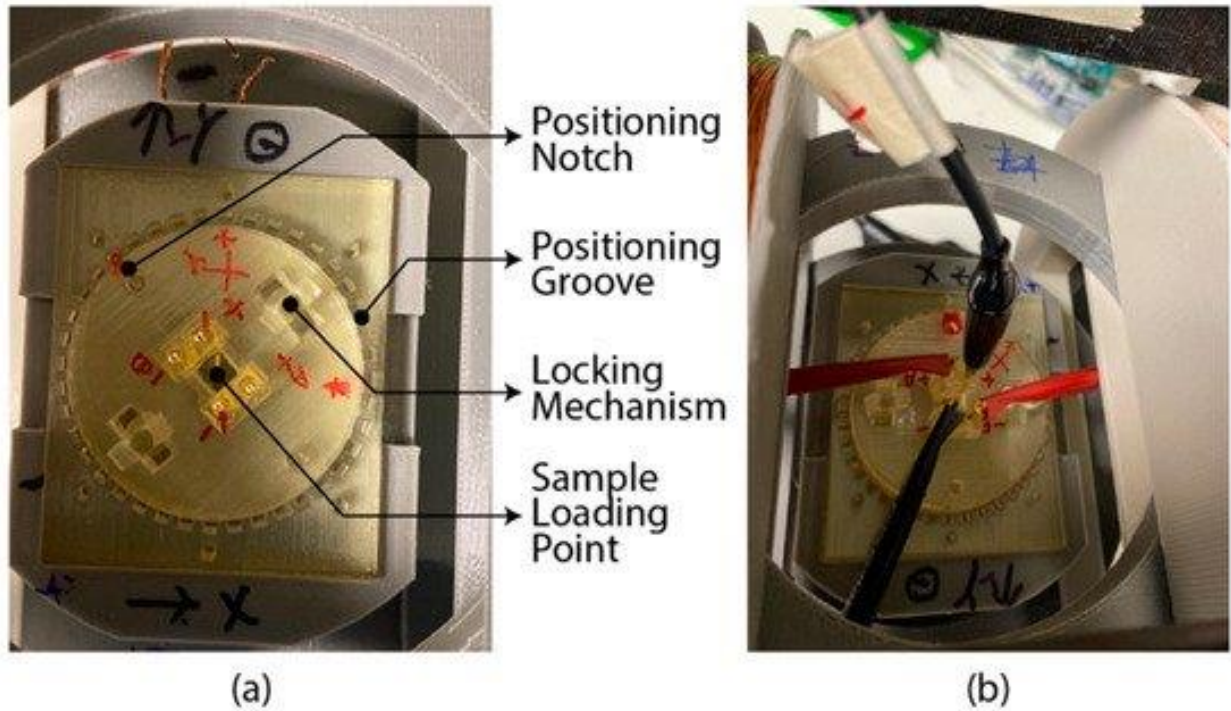 Positioning
Notch
Positioning
Groove
Locking
Mechanism
Sample
Loading
Point
Y
→ X
(a)
(b)